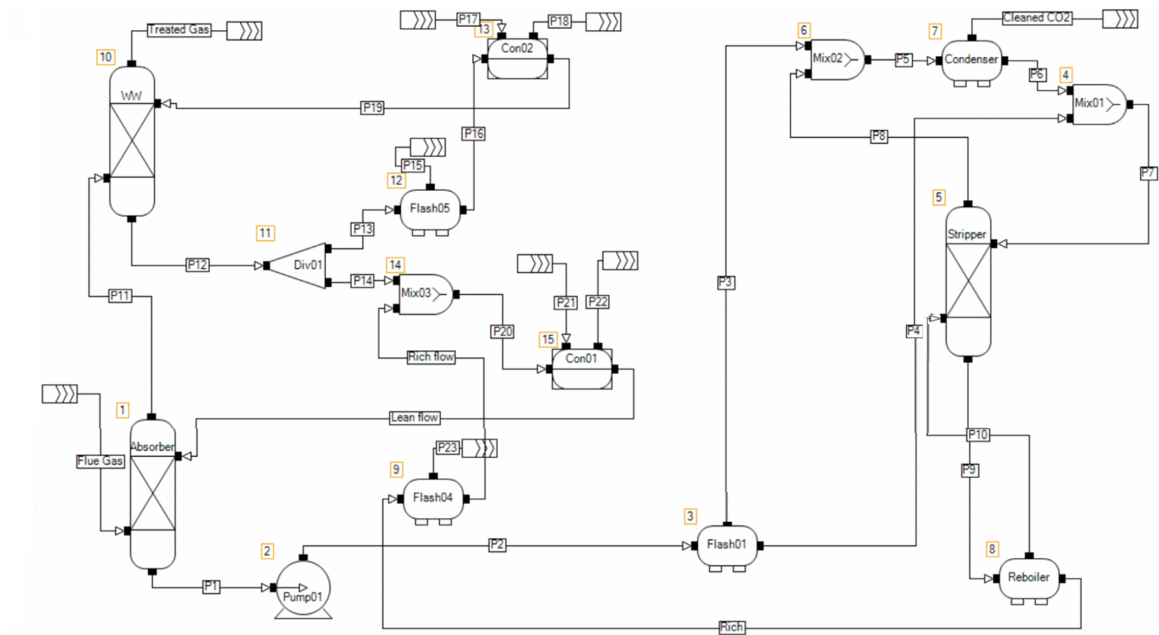 Treated Gas
P17
13
P18
Con02
10
WW
P19
P16
P15
12
Flash05
P13
11
Div01
P12
P14
14
Mix03
P11
P20
P21
P22
15
Con01
Rich flow
Lean flow
1
Absorber
Flue Gas
P23
9
Flash04
2
P2
P1
Pump01
6
Mix02
P5
7
Cleaned CO2
Condenser
P6
4
Mix01
P8
P7
5
Stripper
P3
P4
P10
P9
3
Flash01
8
Reboiler
Rich